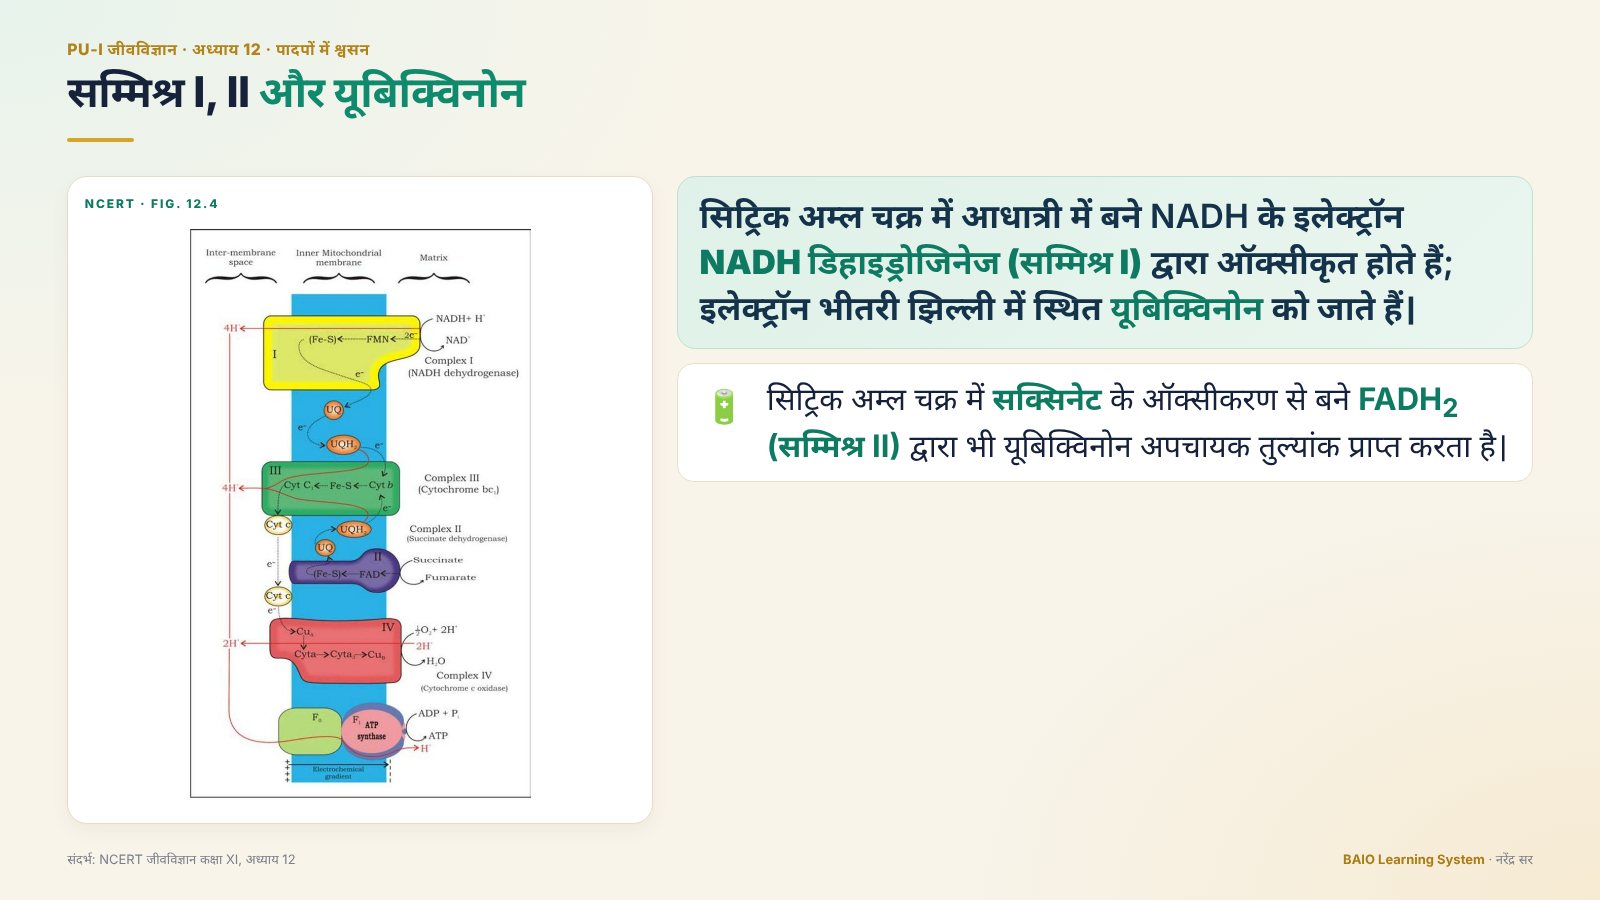 PU-I जीवविज्ञान · अध्याय 12 · पादपों में श्वसन
सम्मिश्र I, II और यूबिक्विनोन
NCERT · FIG. 12.4
Inter-membrane space
Inner Mitochondrial membrane
Matrix
4H⁺
NADH+ H⁺
I
(Fe-S)
FMN
2e⁻
NAD⁺
Complex I
(NADH dehydrogenase)
e⁻
UQ
e⁻
UQH₂
e⁻
III
4H⁺
Cyt C₁
Fe-S
Cyt b
Complex III
(Cytochrome bc₁)
e⁻
Cyt c
UQH₂
Complex II
(Succinate dehydrogenase)
UQ
II
Succinate
e⁻
(Fe-S)
FAD
Fumarate
Cyt c
e⁻
IV
CuA
½O₂+ 2H⁺
2H⁺
2H⁺
Cyta
Cyta₃
CuB
H₂O
Complex IV
(Cytochrome c oxidase)
F₀
F₁
ATP synthase
ADP + Pᵢ
ATP
H⁺
Electrochemical gradient
सिट्रिक अम्ल चक्र में आधात्री में बने NADH के इलेक्ट्रॉन
NADH डिहाइड्रोजिनेज (सम्मिश्र I) द्वारा ऑक्सीकृत होते हैं;
इलेक्ट्रॉन भीतरी झिल्ली में स्थित यूबिक्विनोन को जाते हैं|
सिट्रिक अम्ल चक्र में सक्सिनेट के ऑक्सीकरण से बने FADH₂
(सम्मिश्र II) द्वारा भी यूबिक्विनोन अपचायक तुल्यांक प्राप्त करता है|
संदर्भ: NCERT जीवविज्ञान कक्षा XI, अध्याय 12
BAIO Learning System · नरेंद्र सर